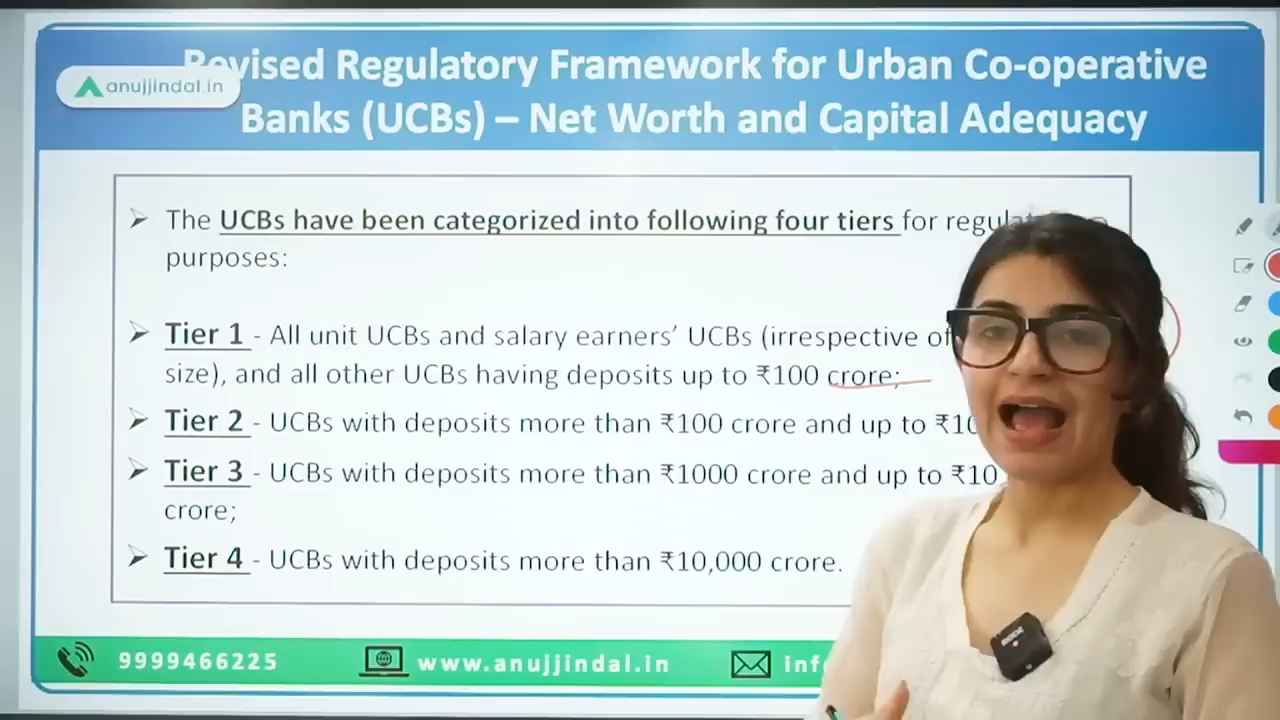 Revised Regulatory Framework for Urban Co-operative
anujjindal.in
Banks (UCBs) – Net Worth and Capital Adequacy
➢ The UCBs have been categorized into following four tiers for
purposes:
➢ Tier 1 - All unit UCBs and salary earners’ UCBs (irrespective of
size), and all other UCBs having deposits up to ₹100 crore;
➢ Tier 2 - UCBs with deposits more than ₹100 crore and up to
➢ Tier 3 - UCBs with deposits more than ₹1000 crore and up to
crore;
➢ Tier 4 - UCBs with deposits more than ₹10,000 crore.
9999466225
www.anujjindal.in
RODE